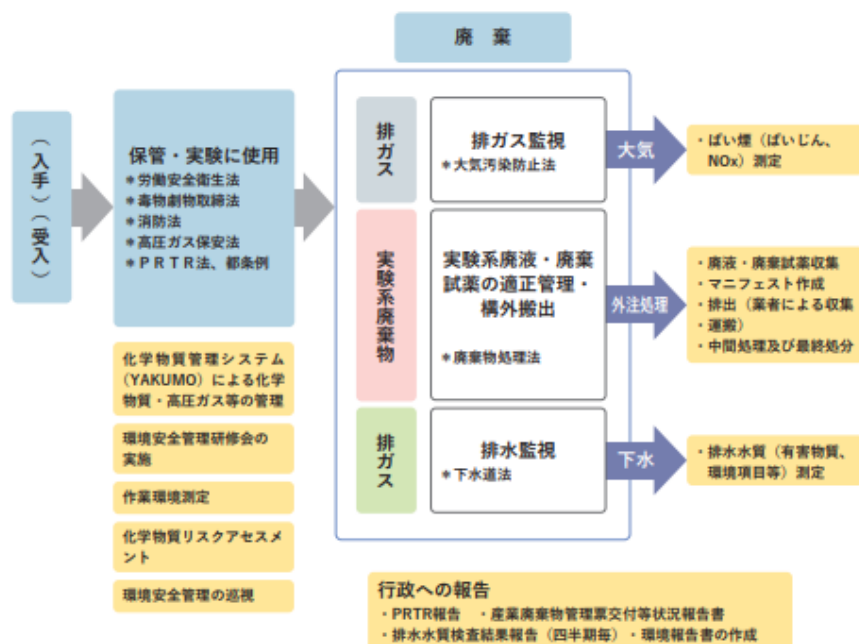 廃 棄
(入手)(受入)
保管・実験に使用
＊労働安全衛生法
＊毒物劇物取締法
＊消防法
＊高圧ガス保安法
＊ＰＲＴＲ法、都条例
化学物質管理システム
(YAKUMO)による化学
物質・高圧ガス等の管理
環境安全管理研修会の
実施
作業環境測定
化学物質リスクアセスメ
ント
環境安全管理の巡視
排ガス
排ガス監視
＊大気汚染防止法
大気
・ばい煙（ばいじん、
NOx）測定
実験系廃棄物
実験系廃液・廃棄
試薬の適正管理・
構外搬出
＊廃棄物処理法
外注処理
・廃液・廃棄試薬収集
・マニフェスト作成
・排出（業者による収集
・運搬）
・中間処理及び最終処分
排ガス
排水監視
＊下水道法
下水
・排水水質（有害物質、
環境項目等）測定
行政への報告
・PRTR報告 ・産業廃棄物管理票交付等状況報告書
・排水水質検査結果報告（四半期毎）・環境報告書の作成